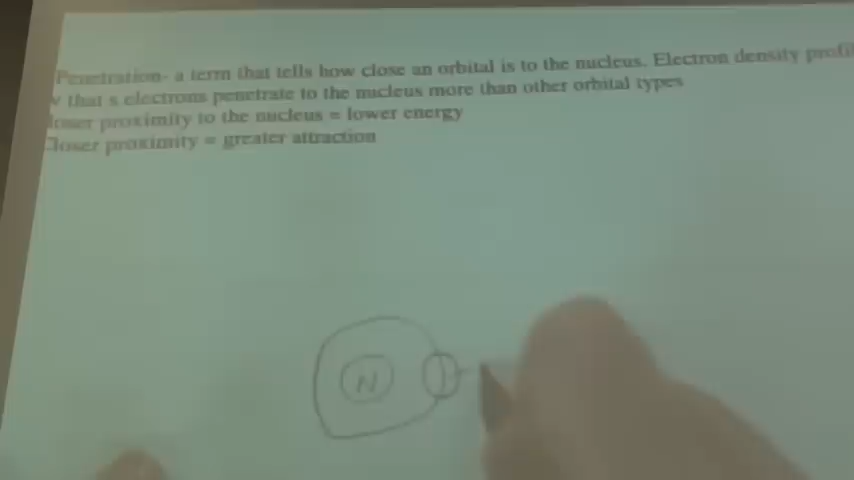 Penetration- a term that tells how close an orbital is to the nucleus. Electron density
that s electrons penetrate to the nucleus more than other orbital types
loser proximity to the nucleus = lower energy
Closer proximity = greater attraction
N